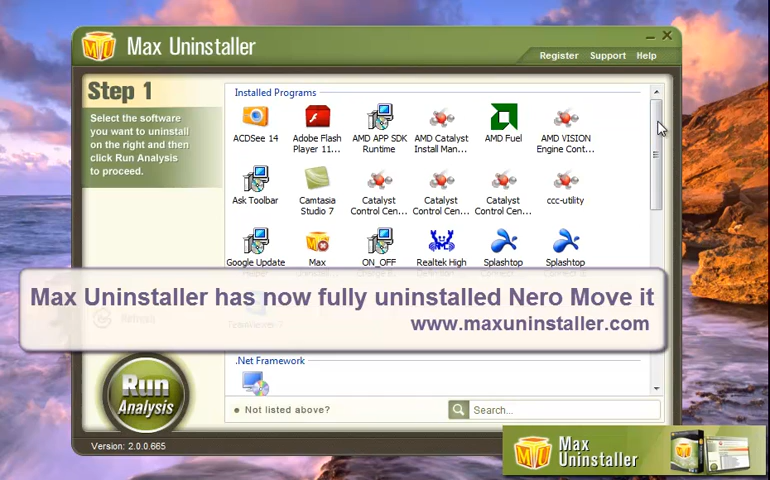 Max Uninstaller
Register Support Help
Step 1
Select the software
you want to uninstall
on the right and then
click Run Analysis
to proceed.
Installed Programs
ACDSee 14
Adobe Flash
Player 11...
AMD APP SDK
Runtime
AMD Catalyst
Install Man...
AMD Fuel
AMD VISION
Engine Cont...
Ask Toolbar
Camtasia
Studio 7
Catalyst
Control Cen...
Catalyst
Control Cen...
Catalyst
Control Cen...
ccc-utility
Google Update
Max
ON_OFF
Realtek High
Splashtop
Splashtop
Max Uninstaller has now fully uninstalled Nero Move it
www.maxuninstaller.com
.Net Framework
Run
Analysis
Not listed above?
Search...
Version: 2.0.0.665
Max
Uninstaller